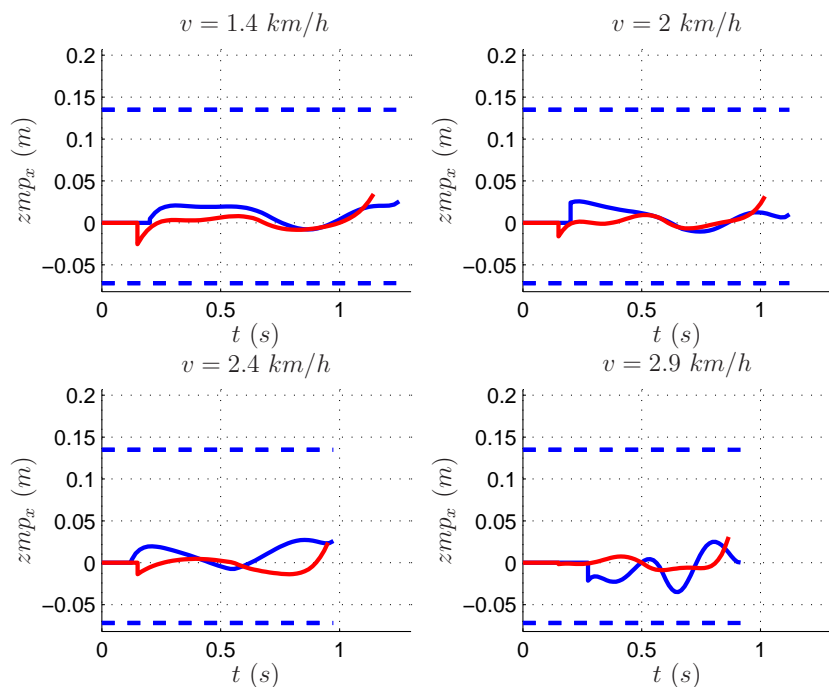 v = 1.4 km/h
0.2
0.15
0.1
0.05
0
−0.05
zmp_x (m)
0 0.5 1
t (s)
v = 2 km/h
0.2
0.15
0.1
0.05
0
−0.05
zmp_x (m)
0 0.5 1
t (s)
v = 2.4 km/h
0.2
0.15
0.1
0.05
0
−0.05
zmp_x (m)
0 0.5 1
t (s)
v = 2.9 km/h
0.2
0.15
0.1
0.05
0
−0.05
zmp_x (m)
0 0.5 1
t (s)